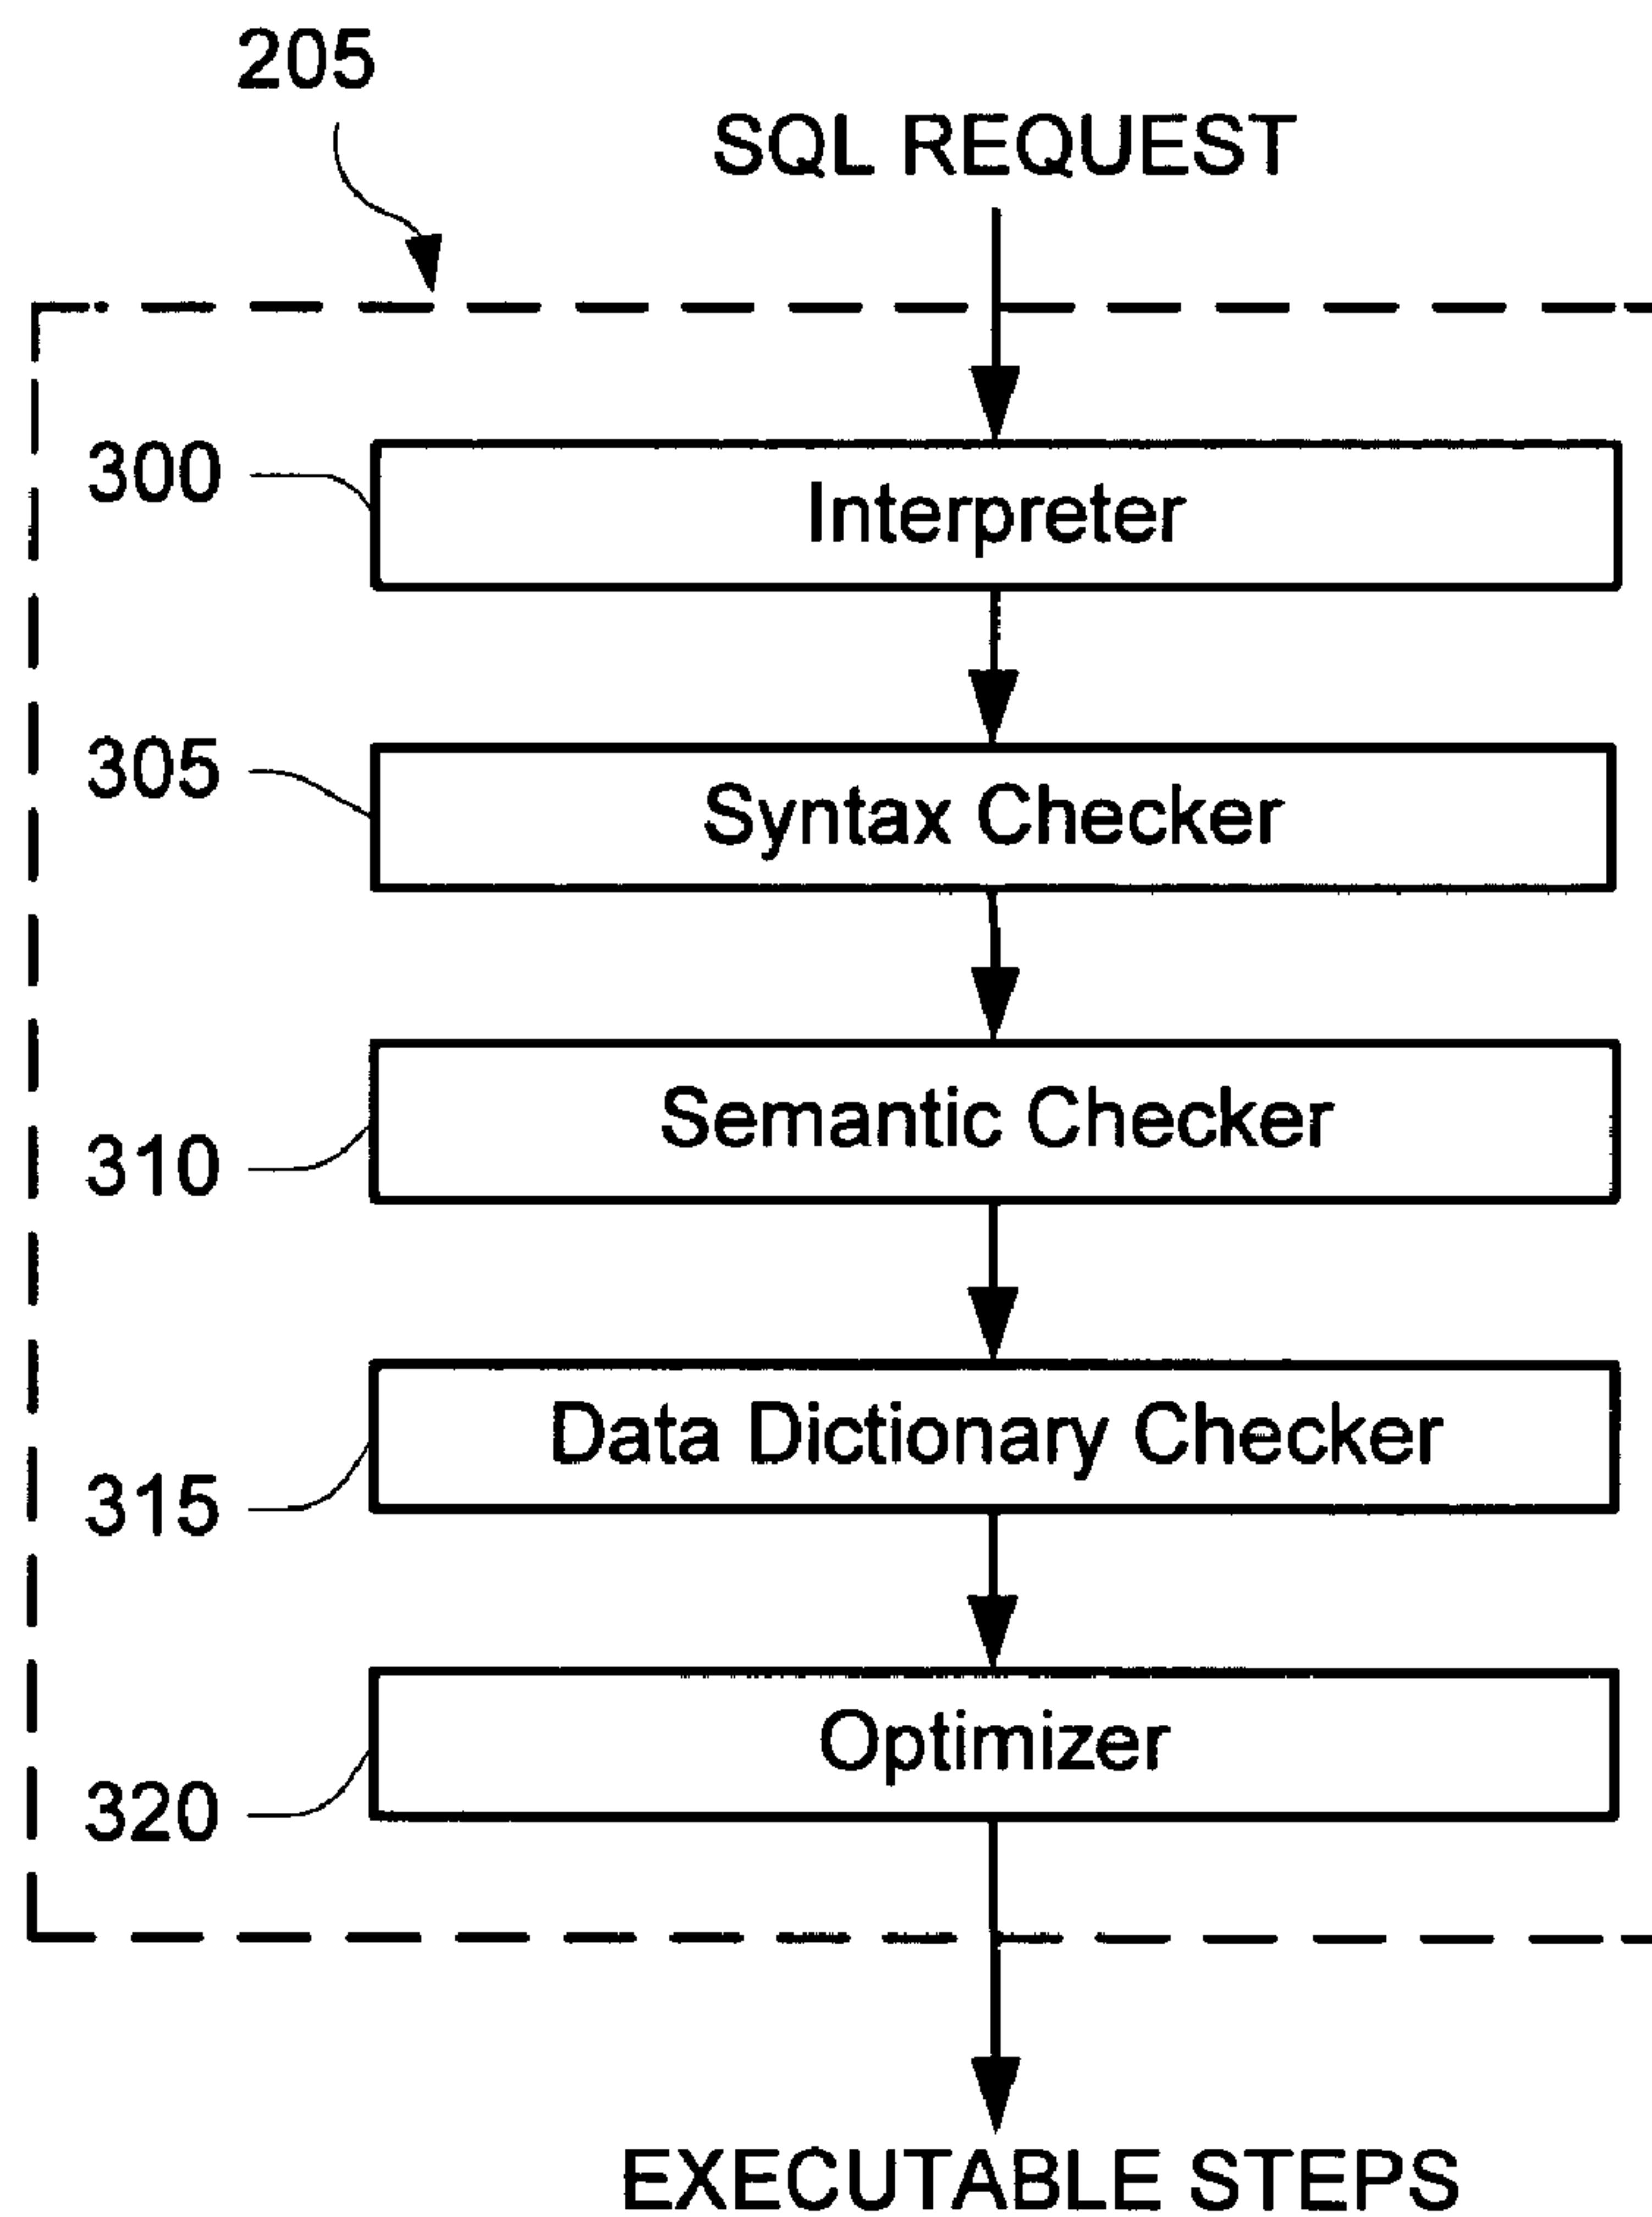 205
SQL REQUEST
300
Interpreter
305
Syntax Checker
310
Semantic Checker
315
Data Dictionary Checker
320
Optimizer
EXECUTABLE STEPS